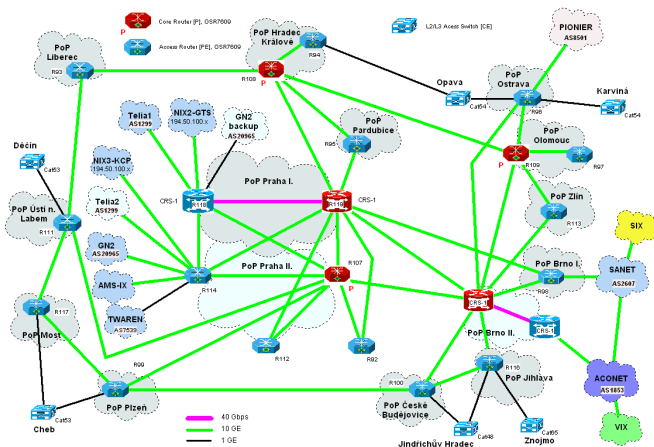 Core Router [P], OSR7609
P
Access Router [PE], OSR7609
PoP Hradec
Králové
R94
L2/L3 Acess Switch [CE]
PIONIER
AS8501
PoP
Liberec
R93
R108
P
Opava
Cat54
PoP
Ostrava
R96
Karviná
Cat54
Telia1
AS1299
NIX2-GTS
194.50.100.x
GN2
backup
AS20965
PoP
Pardubice
R95
PoP
Olomouc
P
R109
R97
Děčín
Cat63
NIX3-KCP
194.50.100.x
PoP Praha I.
CRS-1
R118
CRS-1
R119
PoP Zlín
R113
PoP Ústí n.
Labem
R111
Telia2
AS1299
SIX
GN2
AS20965
PoP Praha II.
R107
P
PoP Brno I.
R98
SANET
AS2607
AMS-IX
R114
R117
PoP Most
TWAREN
AS7539
CRS-1
CRS-1
PoP Brno II.
R112
R92
R99
PoP Plzeň
R100
PoP České
Budějovice
R116
PoP Jihlava
ACONET
AS1853
Cheb
Cat53
40 Gbps
10 GE
1 GE
Jindřichův Hradec
Cat48
Znojmo
Cat65
VIX